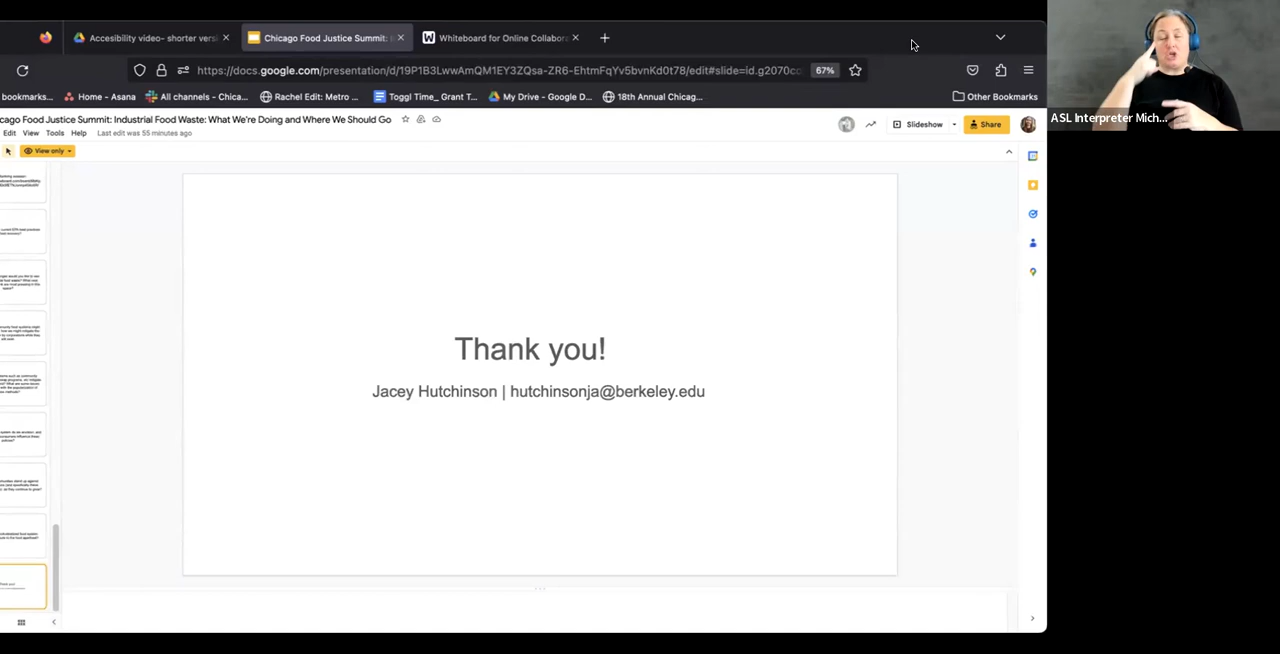 Accesibility video- shorter versi
Chicago Food Justice Summit: I
Whiteboard for Online Collabora
https://docs.google.com/presentation/d/19P1B3LwwAmQM1EY3ZQsa-ZR6-EhtmFqYv5bvnKd0t78/edit#slide=id.g2070cc
67%
bookmarks...
Home - Asana
All channels - Chica...
Rachel Edit: Metro ...
Toggl Time_ Grant T...
My Drive - Google D...
18th Annual Chicag...
Other Bookmarks
cago Food Justice Summit: Industrial Food Waste: What We're Doing and Where We Should Go
Edit View Tools Help Last edit was 55 minutes ago
Slideshow
Share
View only
Thank you!
Jacey Hutchinson | hutchinsonja@berkeley.edu
ASL Interpreter Mich...